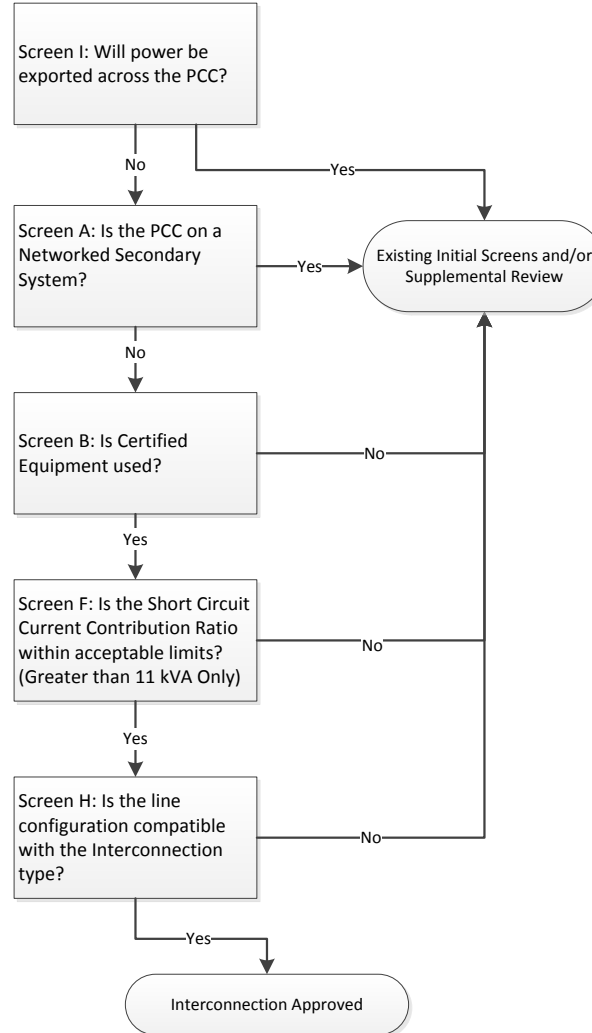 Screen I: Will power be
exported across the PCC?
No
Yes
Screen A: Is the PCC on a
Networked Secondary
System?
Yes
Existing Initial Screens and/or
Supplemental Review
No
Screen B: Is Certified
Equipment used?
No
Yes
Screen F: Is the Short Circuit
Current Contribution Ratio
within acceptable limits?
(Greater than 11 kVA Only)
No
Yes
Screen H: Is the line
configuration compatible
with the Interconnection
type?
No
Yes
Interconnection Approved